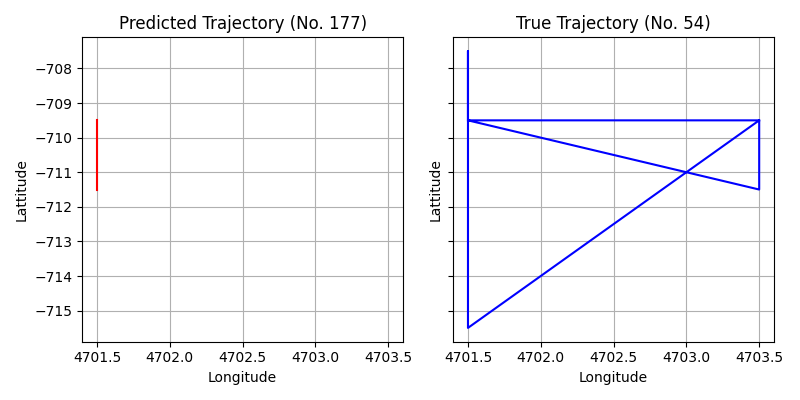 Predicted Trajectory (No. 177)
−708
−709
−710
−711
−712
−713
−714
−715
Lattitude
4701.5 4702.0 4702.5 4703.0 4703.5
Longitude
True Trajectory (No. 54)
Lattitude
4701.5 4702.0 4702.5 4703.0 4703.5
Longitude